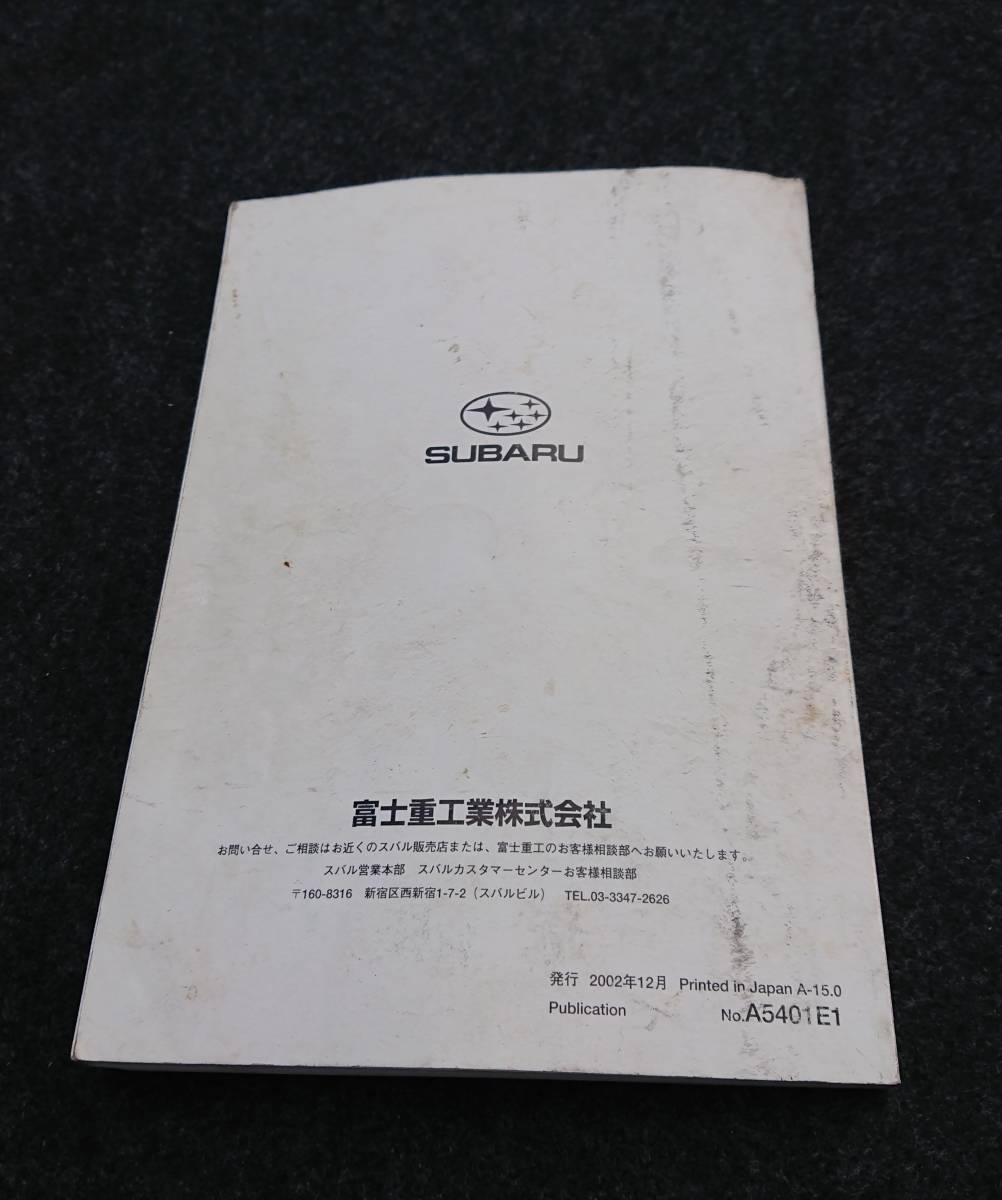 SUBARU
富士重工業株式会社
お問い合せ、ご相談はお近くのスバル販売店または、富士重工のお客様相談部へお願いいたします。
スバル営業本部 スバルカスタマーセンターお客様相談部
〒160-8316 新宿区西新宿1-7-2（スバルビル） TEL.03-3347-2626
発行 2002年12月 Printed in Japan A-15.0
Publication No.A5401E1